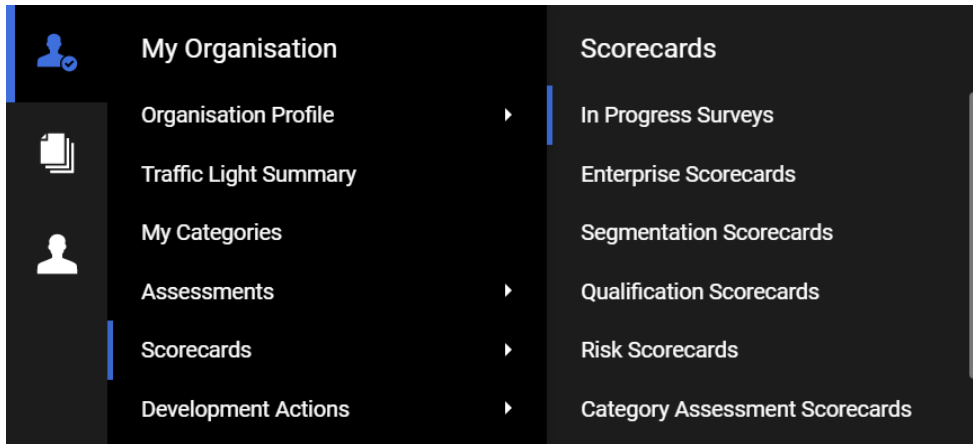 My Organisation
Organisation Profile
Traffic Light Summary
My Categories
Assessments
Scorecards
Development Actions
Scorecards
In Progress Surveys
Enterprise Scorecards
Segmentation Scorecards
Qualification Scorecards
Risk Scorecards
Category Assessment Scorecards